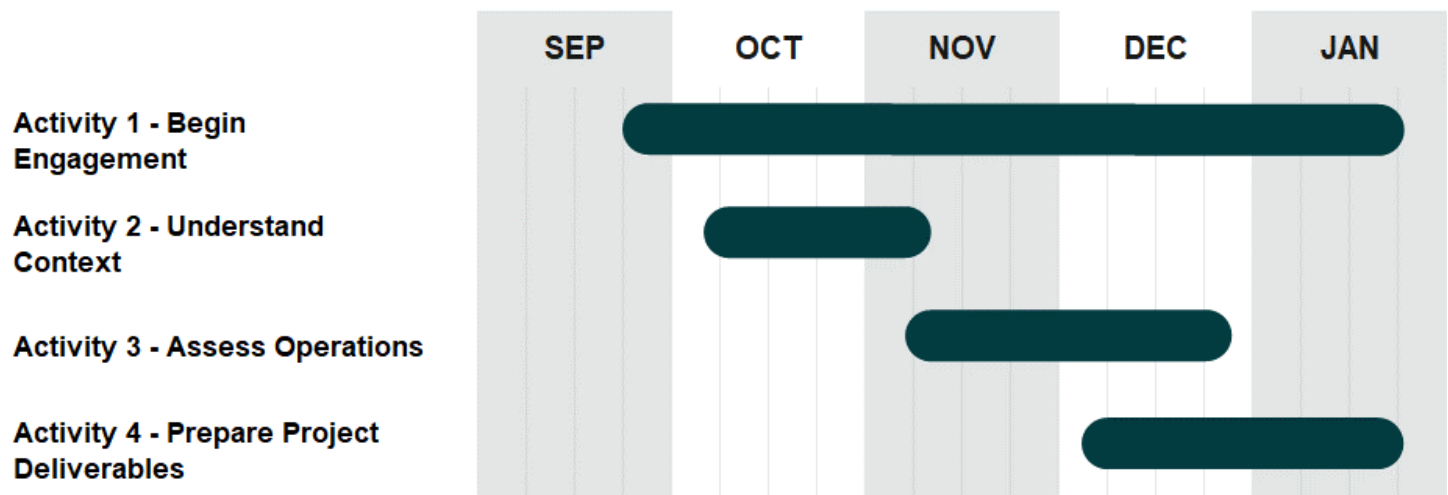 SEP OCT NOV DEC JAN
Activity 1 - Begin
Engagement
Activity 2 - Understand
Context
Activity 3 - Assess Operations
Activity 4 - Prepare Project
Deliverables